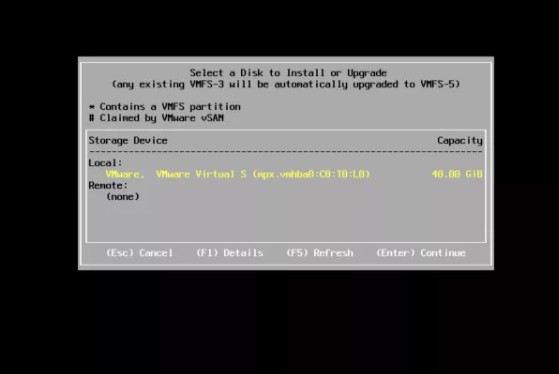 Select a Disk to Install or Upgrade
(any existing VMFS-3 will be automatically upgraded to VMFS-5)
* Contains a VMFS partition
# Claimed by VMware vSAN
Storage Device Capacity
Local:
VMware, VMware Virtual S (mpx.vmhba0:C0:T0:L0) 40.00 GiB
Remote:
(none)
(Esc) Cancel (F1) Details (F5) Refresh (Enter) Continue